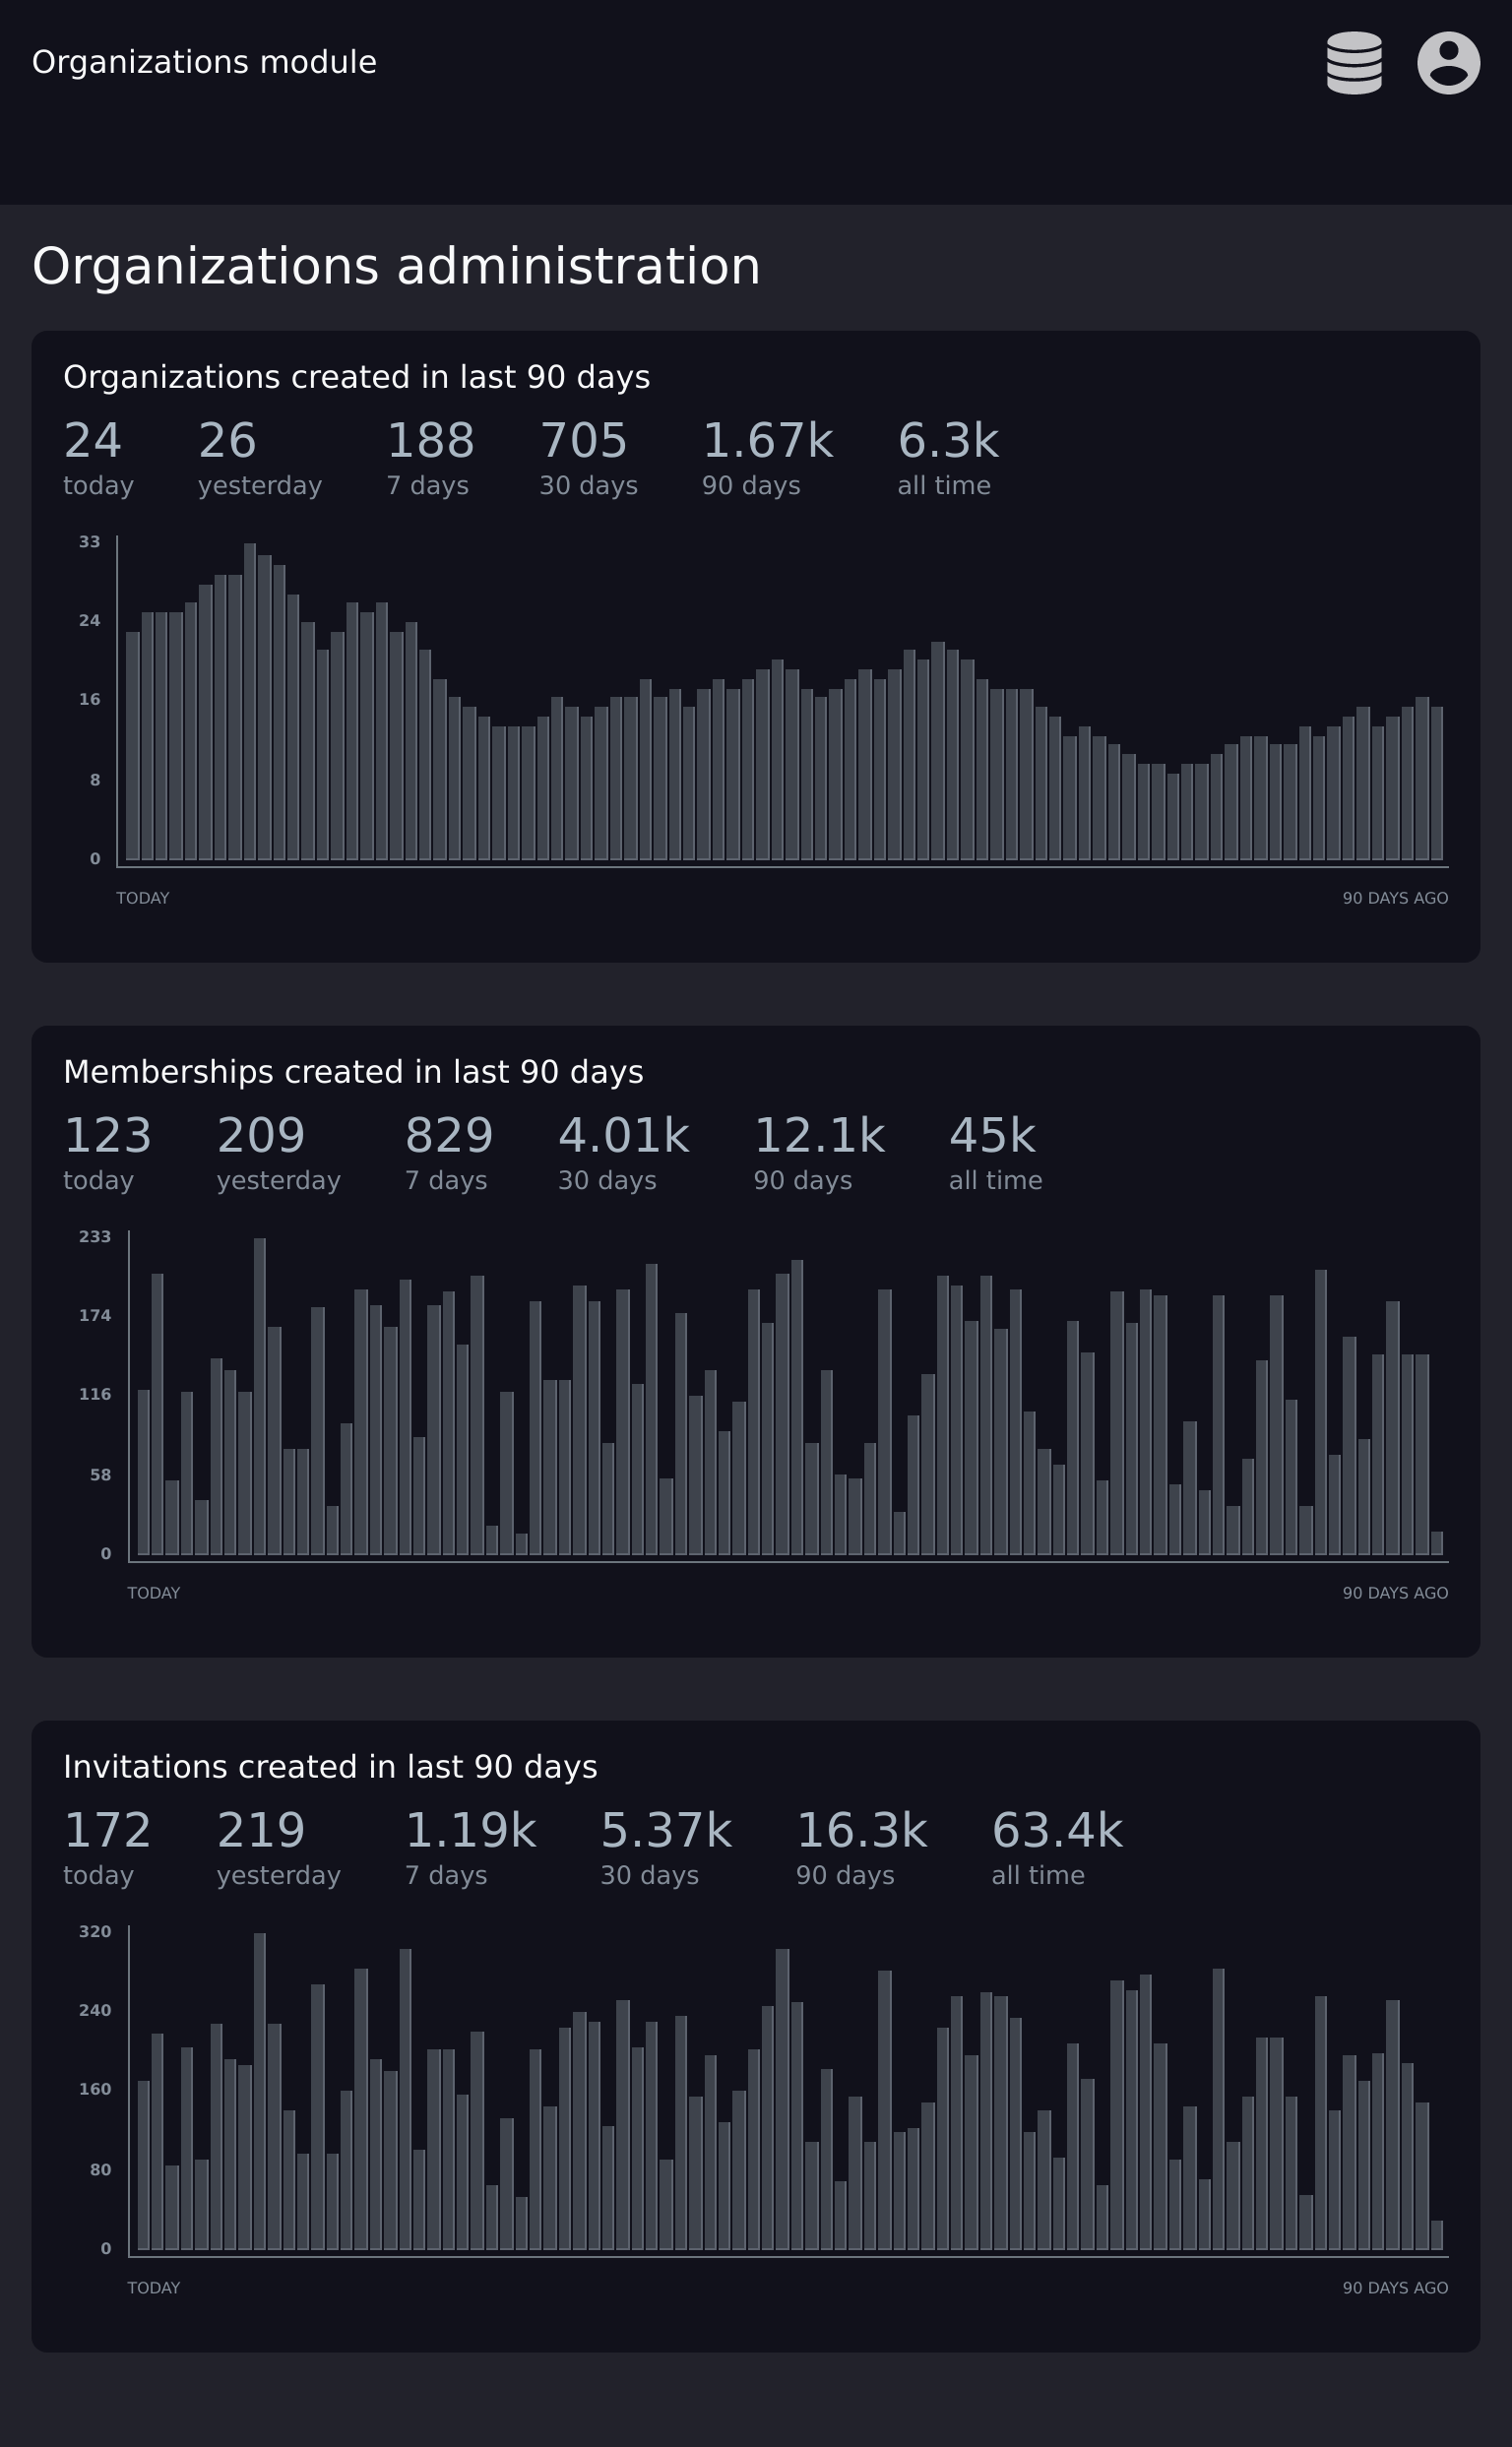 Organizations module
Organizations administration
Organizations created in last 90 days
24 26 188 705 1.67k 6.3k
today yesterday 7 days 30 days 90 days all time
33
24
16
8
0
TODAY 90 DAYS AGO
Memberships created in last 90 days
123 209 829 4.01k 12.1k 45k
today yesterday 7 days 30 days 90 days all time
233
174
116
58
0
TODAY 90 DAYS AGO
Invitations created in last 90 days
172 219 1.19k 5.37k 16.3k 63.4k
today yesterday 7 days 30 days 90 days all time
320
240
160
80
0
TODAY 90 DAYS AGO